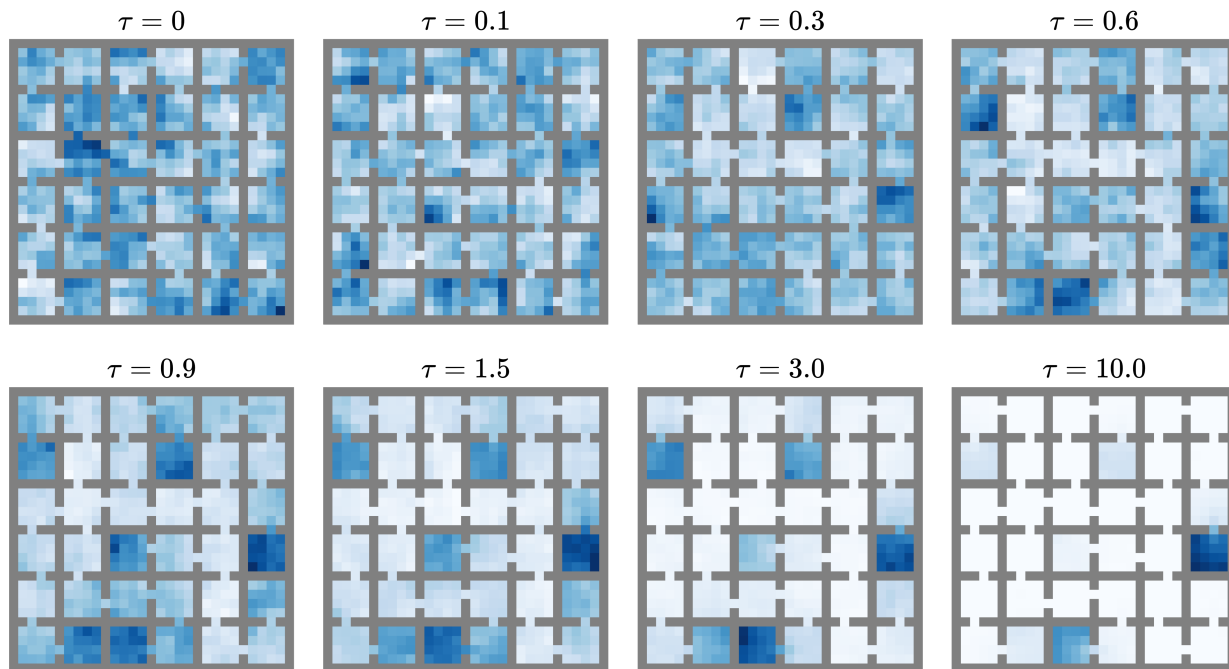 τ = 0
τ = 0.1
τ = 0.3
τ = 0.6
τ = 0.9
τ = 1.5
τ = 3.0
τ = 10.0